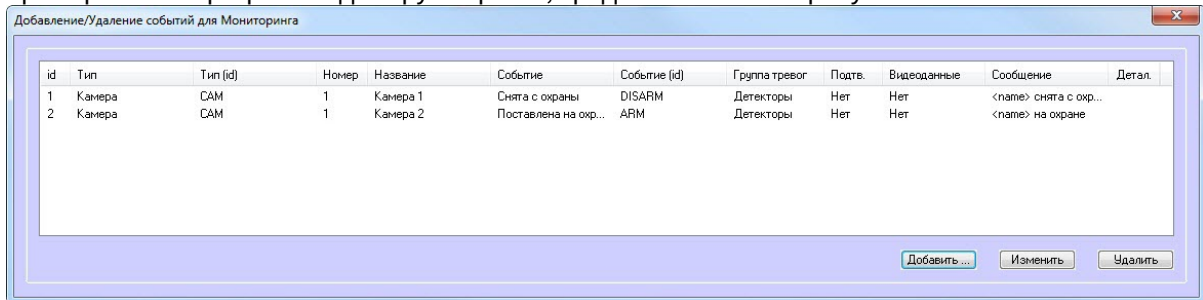 Добавление/Удаление событий для Мониторинга
id Тип Тип (id) Номер Название Событие Событие (id) Группа тревог Подтв. Видеоданные Сообщение Детал.
1 Камера CAM 1 Камера 1 Снята с охраны DISARM Детекторы Нет Нет <name> снята с охр...
2 Камера CAM 1 Камера 2 Поставлена на охр... ARM Детекторы Нет Нет <name> на охране
Добавить ... Изменить Удалить